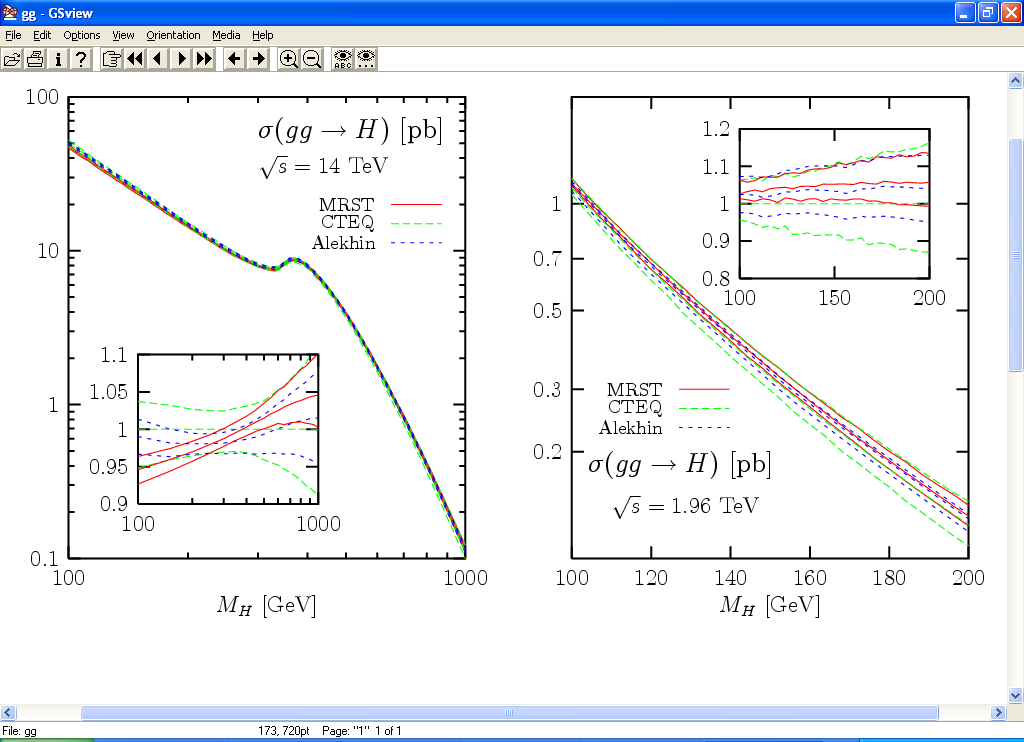 gg - GSview
File Edit Options View Orientation Media Help
ABC
100
10
1
0.1
σ(gg → H) [pb]
√s = 14 TeV
MRST
CTEQ
Alekhin
1.1
1.05
1
0.95
0.9
100 1000
100 1000
M_H [GeV]
1
0.7
0.5
0.3
0.2
1.2
1.1
1
0.9
0.8
100 150 200
MRST
CTEQ
Alekhin
σ(gg → H) [pb]
√s = 1.96 TeV
100 120 140 160 180 200
M_H [GeV]
File: gg 173, 720pt Page: "1" 1 of 1